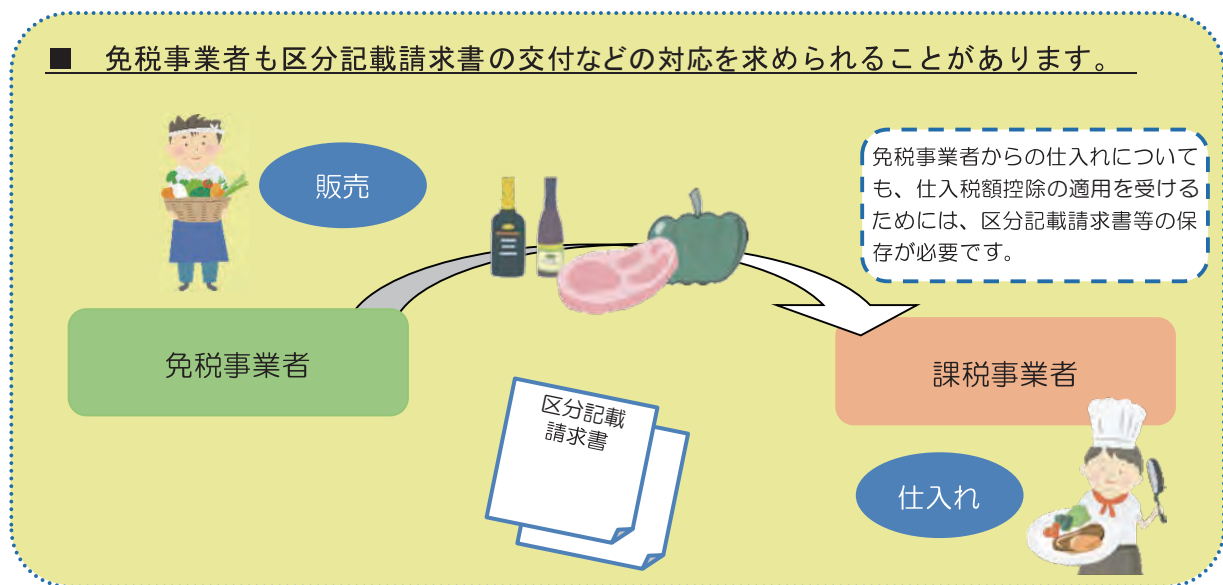 ■ 免税事業者も区分記載請求書の交付などの対応を求められることがあります。
販売
免税事業者からの仕入れについて
も、仕入税額控除の適用を受ける
ためには、区分記載請求書等の保
存が必要です。
免税事業者
課税事業者
区分記載
請求書
仕入れ